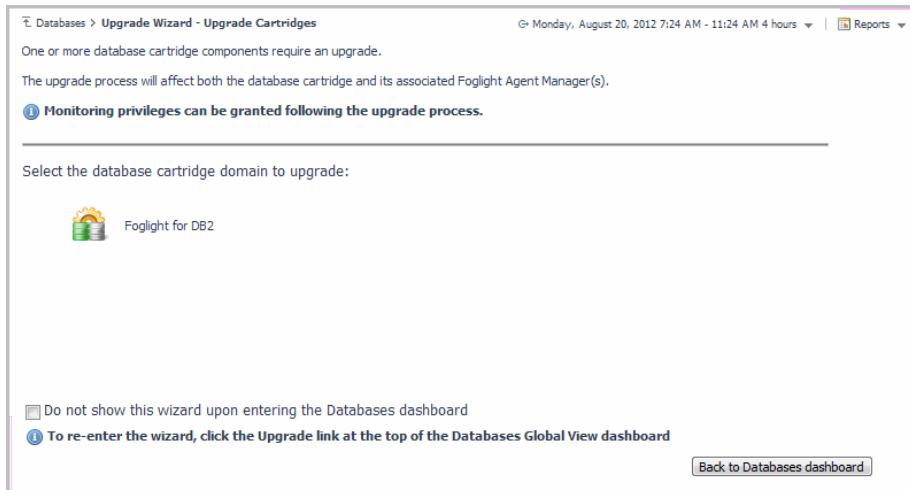 Databases > Upgrade Wizard - Upgrade Cartridges
Monday, August 20, 2012 7:24 AM - 11:24 AM 4 hours | Reports
One or more database cartridge components require an upgrade.
The upgrade process will affect both the database cartridge and its associated Foglight Agent Manager(s).
Monitoring privileges can be granted following the upgrade process.
Select the database cartridge domain to upgrade:
Foglight for DB2
Do not show this wizard upon entering the Databases dashboard
To re-enter the wizard, click the Upgrade link at the top of the Databases Global View dashboard
Back to Databases dashboard